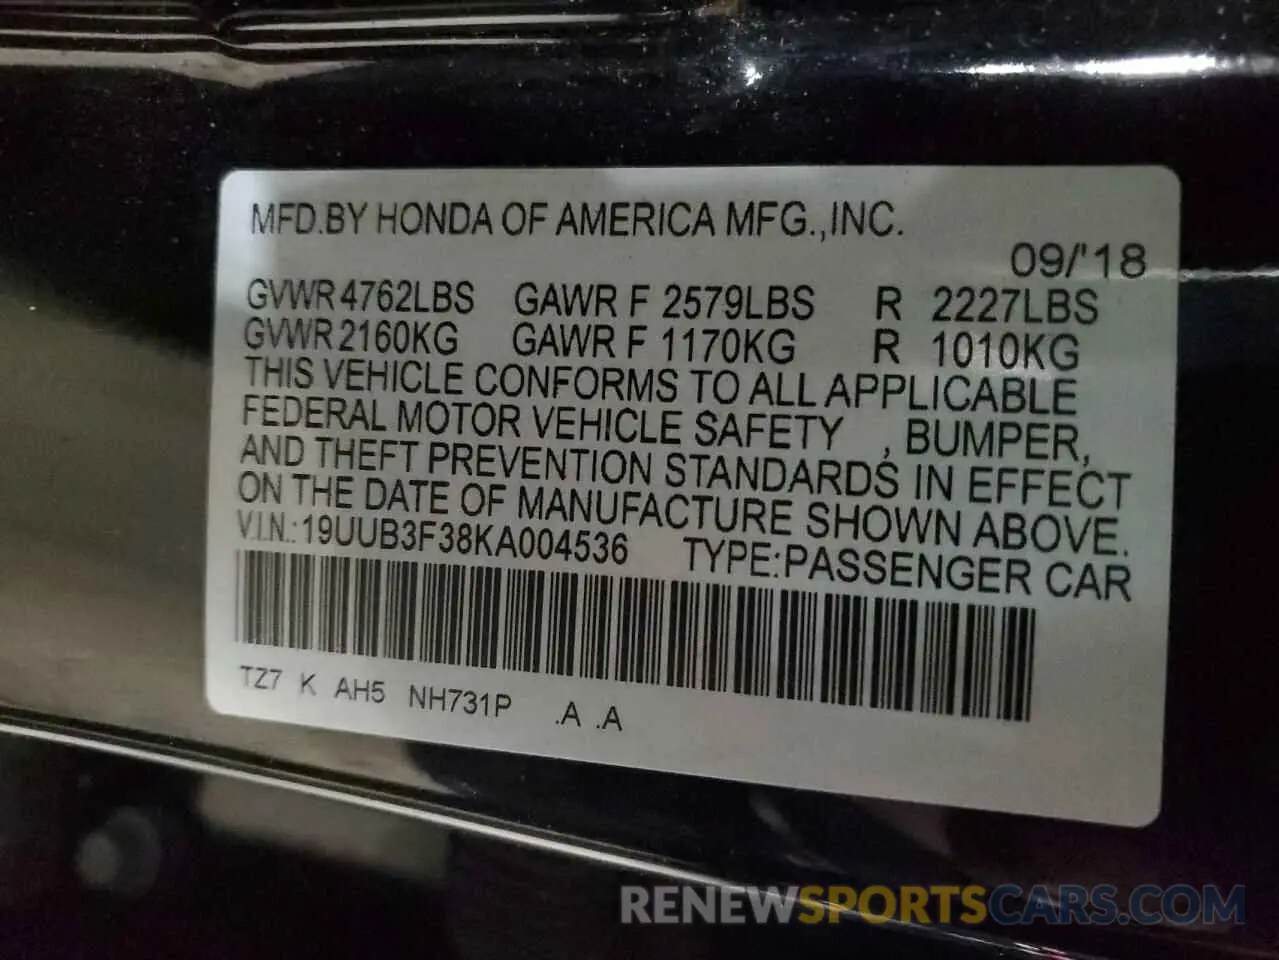 MFD.BY HONDA OF AMERICA MFG.,INC.
09/'18
GVWR 4762LBS GAWR F 2579LBS R 2227LBS
GVWR 2160KG GAWR F 1170KG R 1010KG
THIS VEHICLE CONFORMS TO ALL APPLICABLE
FEDERAL MOTOR VEHICLE SAFETY , BUMPER,
AND THEFT PREVENTION STANDARDS IN EFFECT
ON THE DATE OF MANUFACTURE SHOWN ABOVE.
V.I.N.:19UUB3F38KA004536 TYPE:PASSENGER CAR
TZ7 K AH5 NH731P .A .A
RENEWSPORTSCARS.COM